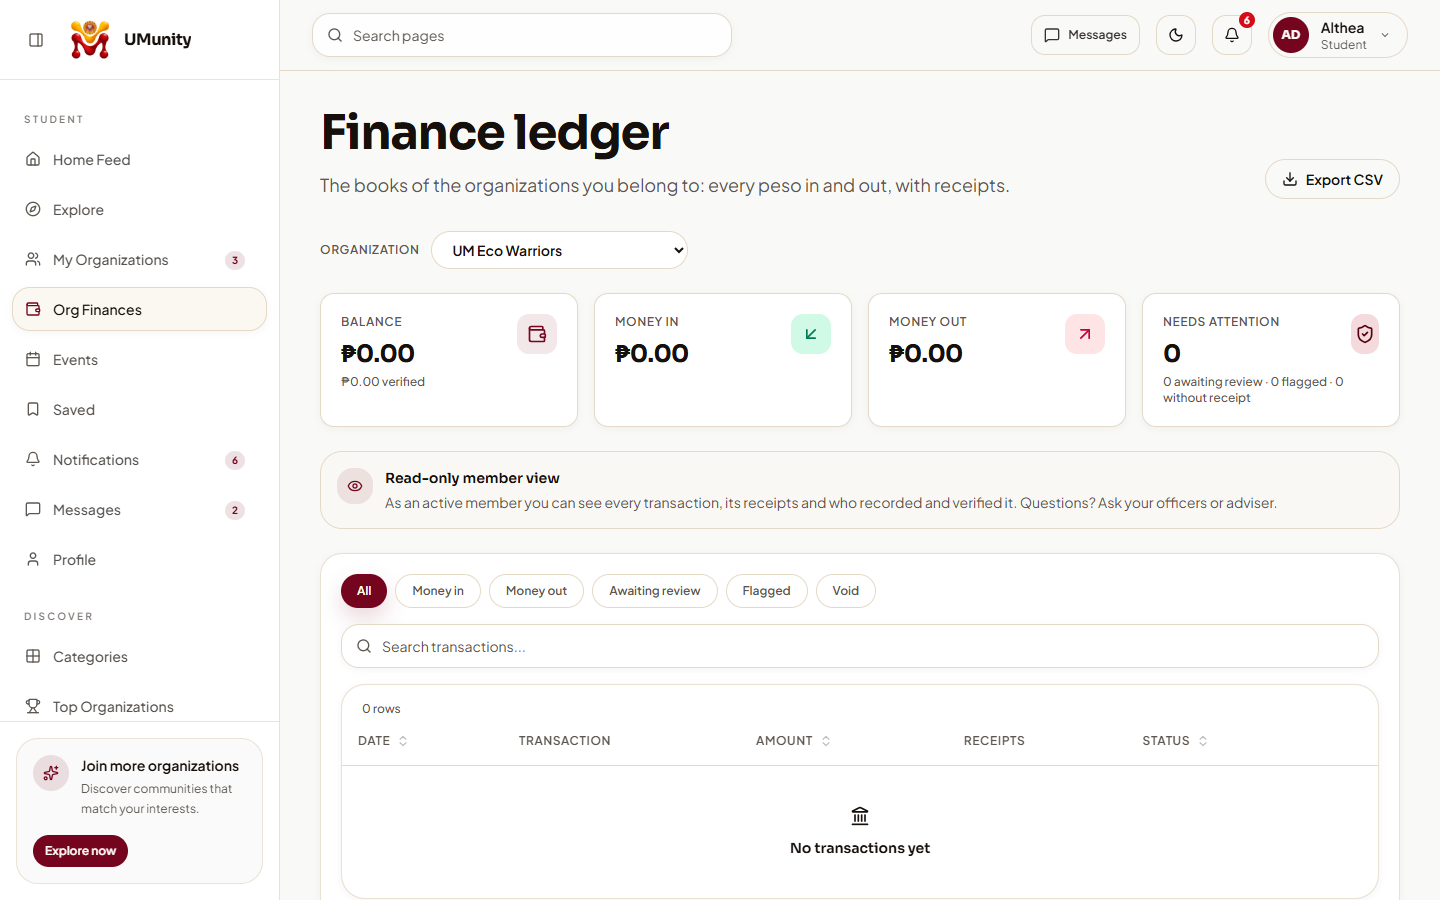 UMunity
Search pages
Messages
6
AD
Althea
Student
STUDENT
Home Feed
Explore
My Organizations
3
Org Finances
Events
Saved
Notifications
6
Messages
2
Profile
DISCOVER
Categories
Top Organizations
Join more organizations
Discover communities that
match your interests.
Explore now
Finance ledger
The books of the organizations you belong to: every peso in and out, with receipts.
Export CSV
ORGANIZATION
UM Eco Warriors
BALANCE
₱0.00
₱0.00 verified
MONEY IN
₱0.00
MONEY OUT
₱0.00
NEEDS ATTENTION
0
0 awaiting review · 0 flagged · 0
without receipt
Read-only member view
As an active member you can see every transaction, its receipts and who recorded and verified it. Questions? Ask your officers or adviser.
All
Money in
Money out
Awaiting review
Flagged
Void
Search transactions...
0 rows
DATE
TRANSACTION
AMOUNT
RECEIPTS
STATUS
No transactions yet